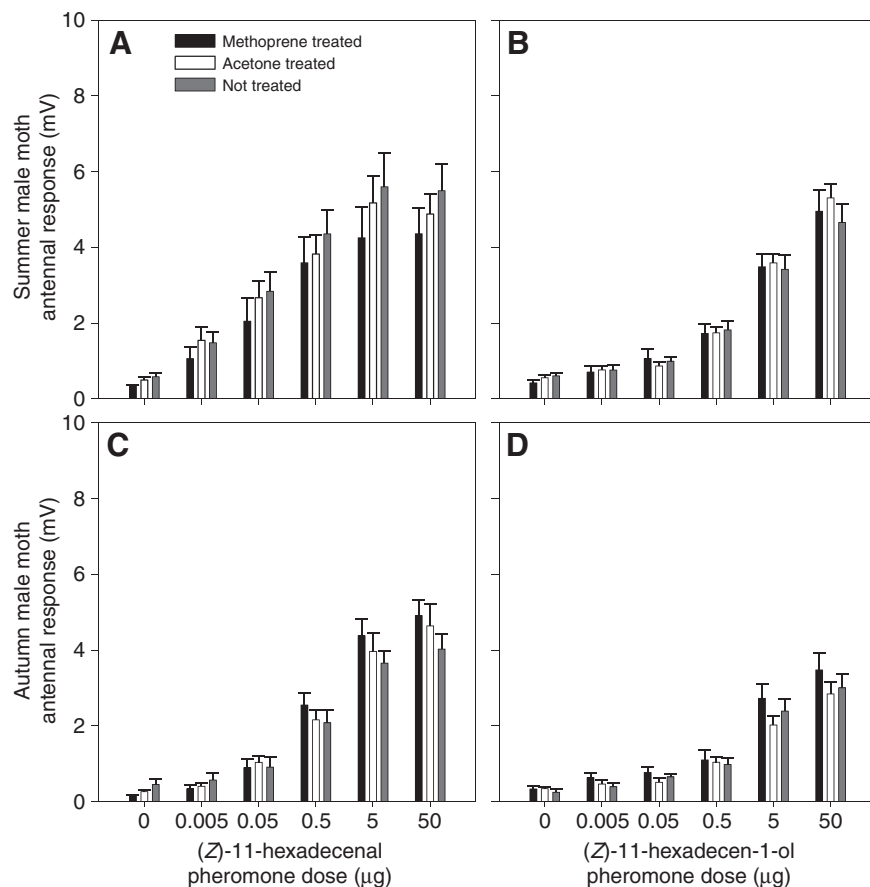 A
Methoprene treated
Acetone treated
Not treated
B
10
8
6
4
2
0
Summer male moth
antennal response (mV)
C
D
10
8
6
4
2
0
Autumn male moth
antennal response (mV)
0 0.005 0.05 0.5 5 50
(Z)-11-hexadecenal
pheromone dose (μg)
0 0.005 0.05 0.5 5 50
(Z)-11-hexadecen-1-ol
pheromone dose (μg)